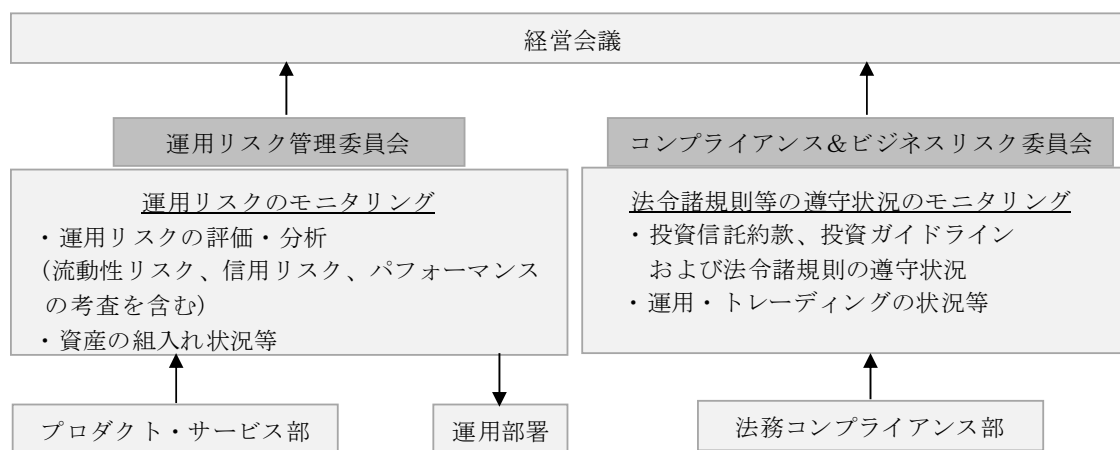 経営会議
運用リスク管理委員会
運用リスクのモニタリング
・運用リスクの評価・分析
(流動性リスク、信用リスク、パフォーマンス
の考査を含む)
・資産の組入れ状況等
コンプライアンス&ビジネスリスク委員会
法令諸規則等の遵守状況のモニタリング
・投資信託約款、投資ガイドライン
および法令諸規則の遵守状況
・運用・トレーディングの状況等
プロダクト・サービス部
運用部署
法務コンプライアンス部